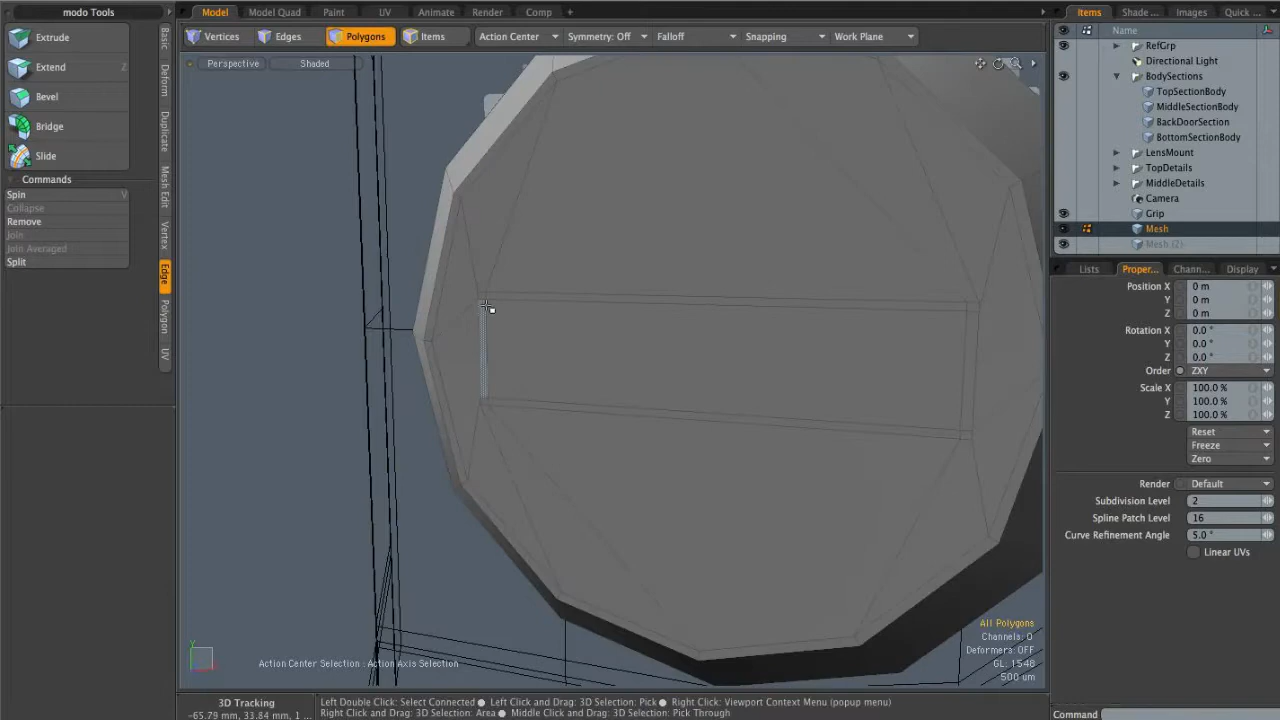 modo Tools
Model
Model Quad
Paint
UV
Animate
Render
Comp
+
Items
Shade ...
Images
Quick ...
Extrude
Extend Z
Bevel
Bridge
Slide
Commands
Spin V
Collapse
Remove
Join
Join Averaged
Split
Basic
Deform
Duplicate
Mesh Edit
Vertex
Edge
Polygon
UV
Vertices
Edges
Polygons
Items
Action Center
Symmetry: Off
Falloff
Snapping
Work Plane
Perspective
Shaded
Name
RefGrp
Directional Light
BodySections
TopSectionBody
MiddleSectionBody
BackDoorSection
BottomSectionBody
LensMount
TopDetails
MiddleDetails
Camera
Grip
Mesh
Mesh (2)
Lists
Proper...
Chann...
Display
Position X 0 m
Y 0 m
Z 0 m
Rotation X 0.0 °
Y 0.0 °
Z 0.0 °
Order ZXY
Scale X 100.0 %
Y 100.0 %
Z 100.0 %
Reset
Freeze
Zero
Render Default
Subdivision Level 2
Spline Patch Level 16
Curve Refinement Angle 5.0 °
Linear UVs
All Polygons
Channels: 0
Deformers: OFF
GL: 1548
500 um
Action Center Selection : Action Axis Selection
3D Tracking
-65.79 mm, 33.84 mm, 1 ...
Left Double Click: Select Connected ● Left Click and Drag: 3D Selection: Pick ● Right Click: Viewport Context Menu (popup menu)
Right Click and Drag: 3D Selection: Area ● Middle Click and Drag: 3D Selection: Pick Through
Command